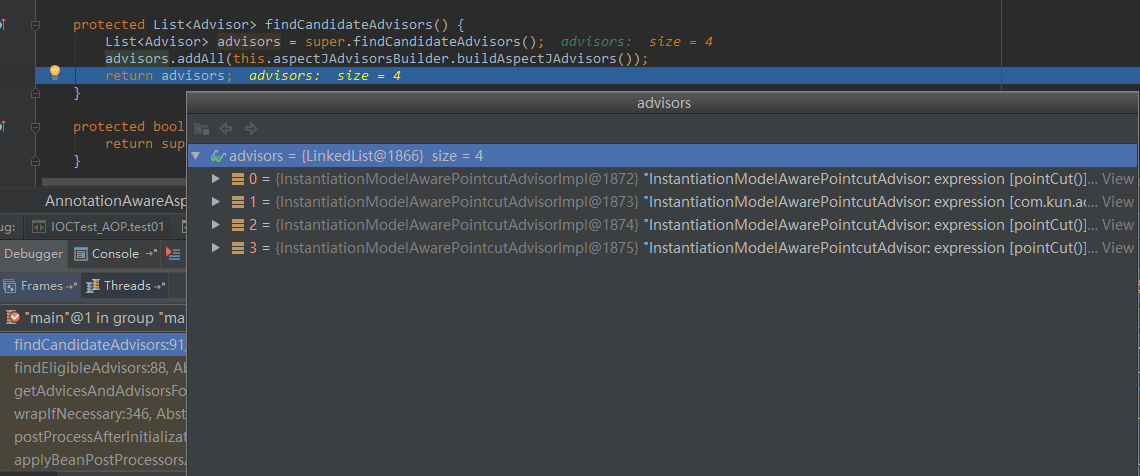 protected List<Advisor> findCandidateAdvisors() {
List<Advisor> advisors = super.findCandidateAdvisors(); advisors: size = 4
advisors.addAll(this.aspectJAdvisorsBuilder.buildAspectJAdvisors());
return advisors; advisors: size = 4
}
advisors
protected bool
return sup
}
advisors = {LinkedList@1866} size = 4
0 = {InstantiationModelAwarePointcutAdvisorImpl@1872} "InstantiationModelAwarePointcutAdvisor: expression [pointCut()]... View
1 = {InstantiationModelAwarePointcutAdvisorImpl@1873} "InstantiationModelAwarePointcutAdvisor: expression [com.kun.ac... View
2 = {InstantiationModelAwarePointcutAdvisorImpl@1874} "InstantiationModelAwarePointcutAdvisor: expression [pointCut()]... View
3 = {InstantiationModelAwarePointcutAdvisorImpl@1875} "InstantiationModelAwarePointcutAdvisor: expression [pointCut()]... View
AnnotationAwareAsp
ug: IOCTest_AOP.test01
Debugger Console
Frames Threads
"main"@1 in group "ma
findCandidateAdvisors:91,
findEligibleAdvisors:88, Ab
getAdvicesAndAdvisorsFo
wrapIfNecessary:346, Abst
postProcessAfterInitializat
applyBeanPostProcessorsA